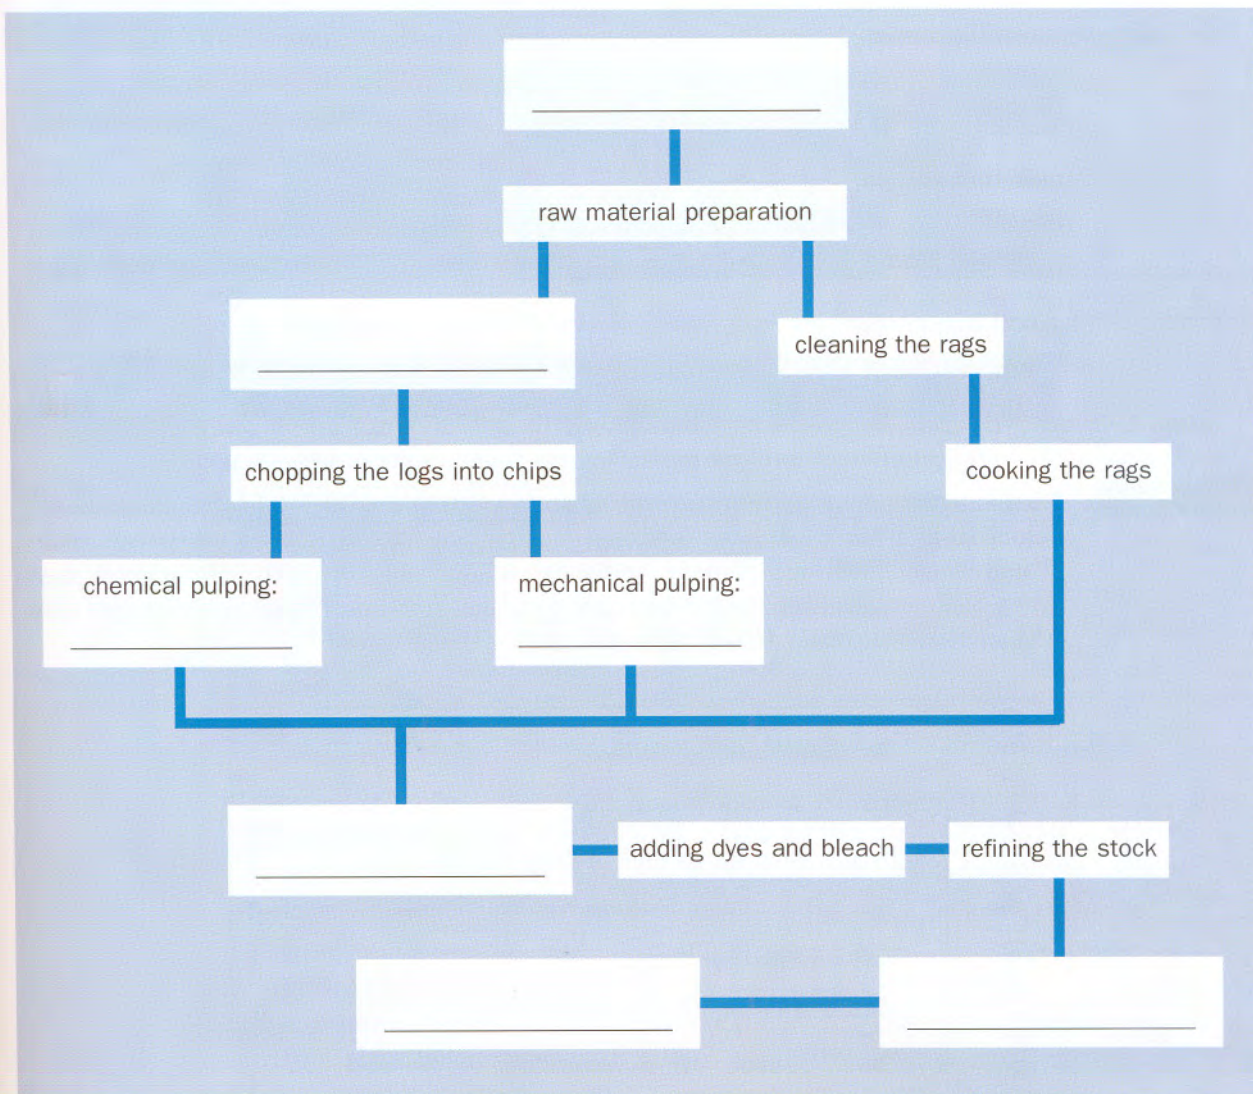 raw material preparation
cleaning the rags
chopping the logs into chips
cooking the rags
chemical pulping:
mechanical pulping:
adding dyes and bleach
refining the stock